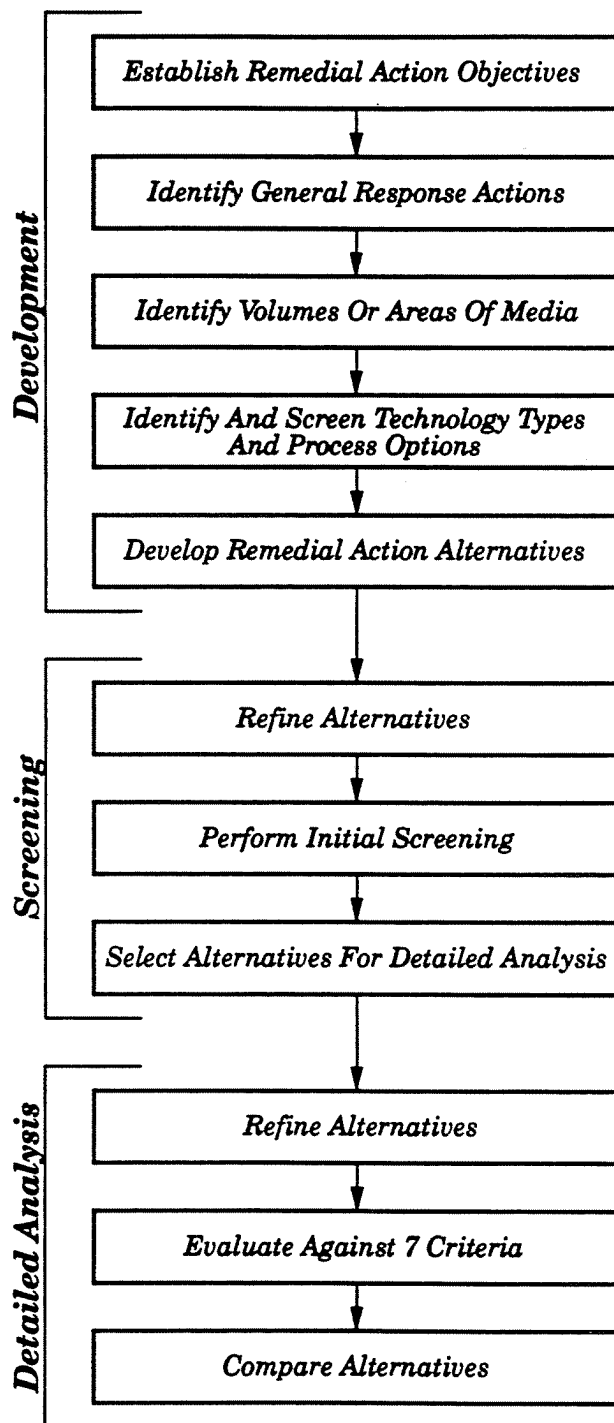 Development
Establish Remedial Action Objectives
Identify General Response Actions
Identify Volumes Or Areas Of Media
Identify And Screen Technology Types
And Process Options
Develop Remedial Action Alternatives
Screening
Refine Alternatives
Perform Initial Screening
Select Alternatives For Detailed Analysis
Detailed Analysis
Refine Alternatives
Evaluate Against 7 Criteria
Compare Alternatives